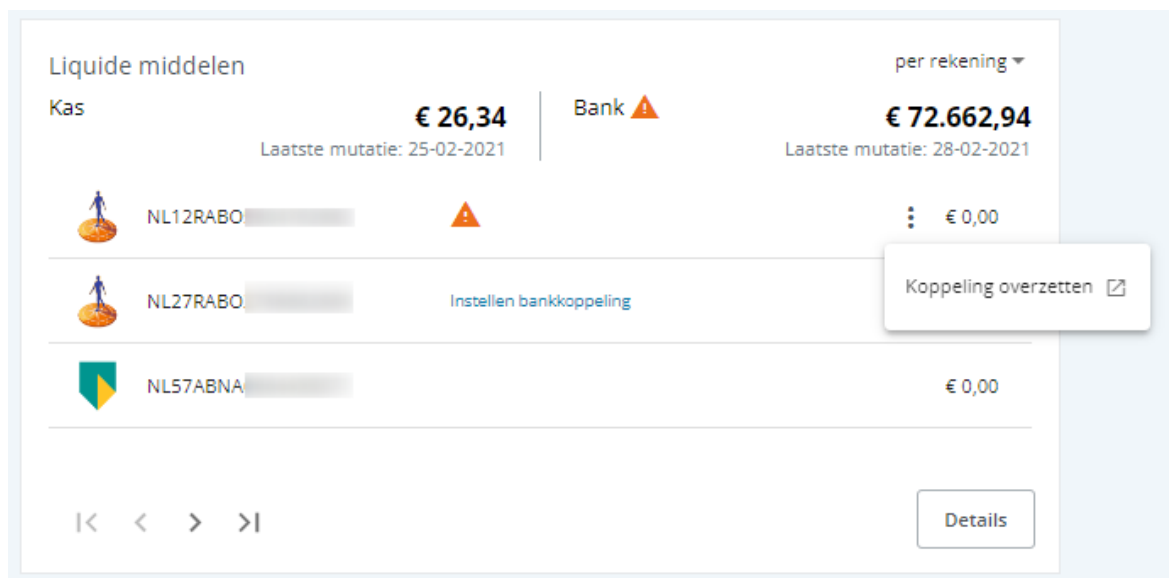 Liquide middelen
per rekening
Kas
€ 26,34
Laatste mutatie: 25-02-2021
Bank
€ 72.662,94
Laatste mutatie: 28-02-2021
NL12RABO
€ 0,00
Koppeling overzetten
NL27RABO
Instellen bankkoppeling
NL57ABNA
€ 0,00
Details